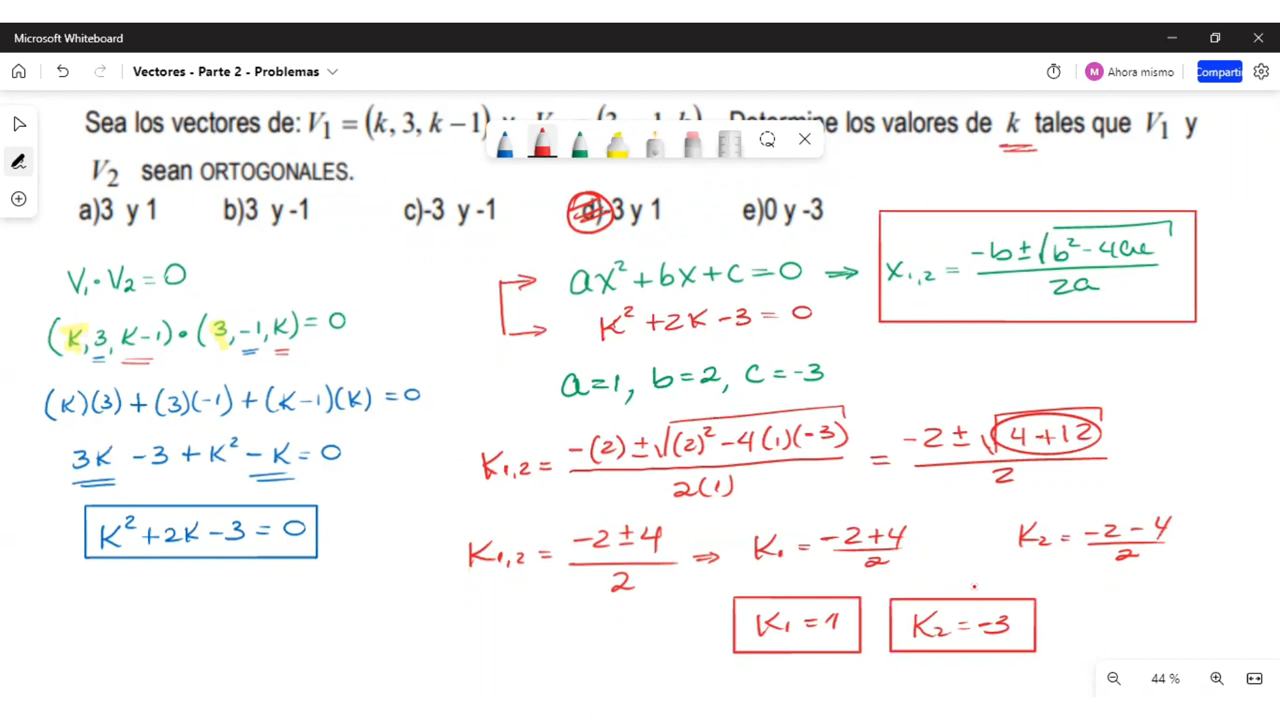 Microsoft Whiteboard
Vectores - Parte 2 - Problemas
Ahora mismo
Compartir
Sea los vectores de: V₁ = (k, 3, k – 1) y V₂ = (3, –1, k). Determine los valores de k tales que V₁ y
V₂ sean ORTOGONALES.
a)3 y 1 b)3 y -1 c)-3 y -1 d)-3 y 1 e)0 y -3
V₁ · V₂ = 0
(K, 3, K-1) · (3, -1, K) = 0
(K)(3) + (3)(-1) + (K-1)(K) = 0
3K - 3 + K² - K = 0
K² + 2K - 3 = 0
ax² + bx + c = 0 ⇒ x₁,₂ = (-b ± √(b² - 4ac)) / 2a
K² + 2K - 3 = 0
a = 1, b = 2, c = -3
K₁,₂ = (-(2) ± √((2)² - 4(1)(-3))) / 2(1) = (-2 ± √(4 + 12)) / 2
K₁,₂ = (-2 ± 4) / 2 ⇒ K₁ = (-2 + 4) / 2 K₂ = (-2 - 4) / 2
K₁ = 1 K₂ = -3
44 %